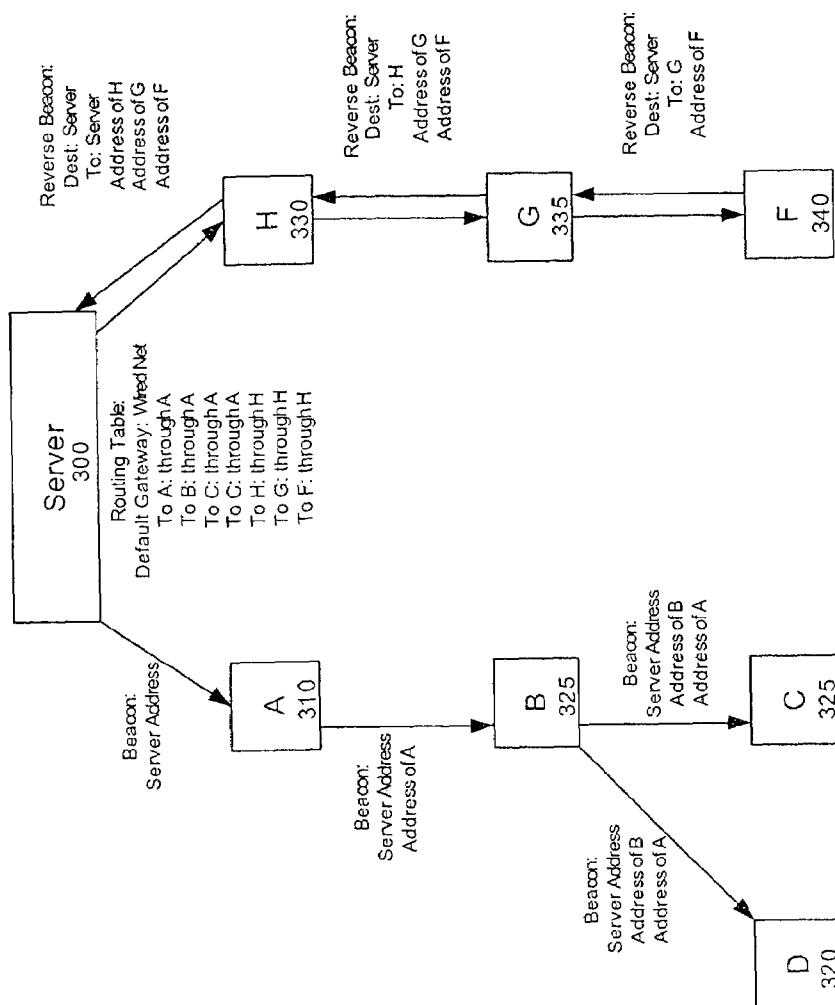 Server
300
Routing Table:
Default Gateway: Wired Net
To A: through A
To B: through A
To C: through A
To C: through A
To H: through H
To G: through H
To F: through H
Reverse Beacon:
Dest: Server
To: Server
Address of H
Address of G
Address of F
H
330
Reverse Beacon:
Dest: Server
To: H
Address of G
Address of F
G
335
Reverse Beacon:
Dest: Server
To: G
Address of F
F
340
Beacon:
Server Address
A
310
Beacon:
Server Address
Address of A
B
325
Beacon:
Server Address
Address of B
Address of A
C
325
Beacon:
Server Address
Address of B
Address of A
D
320